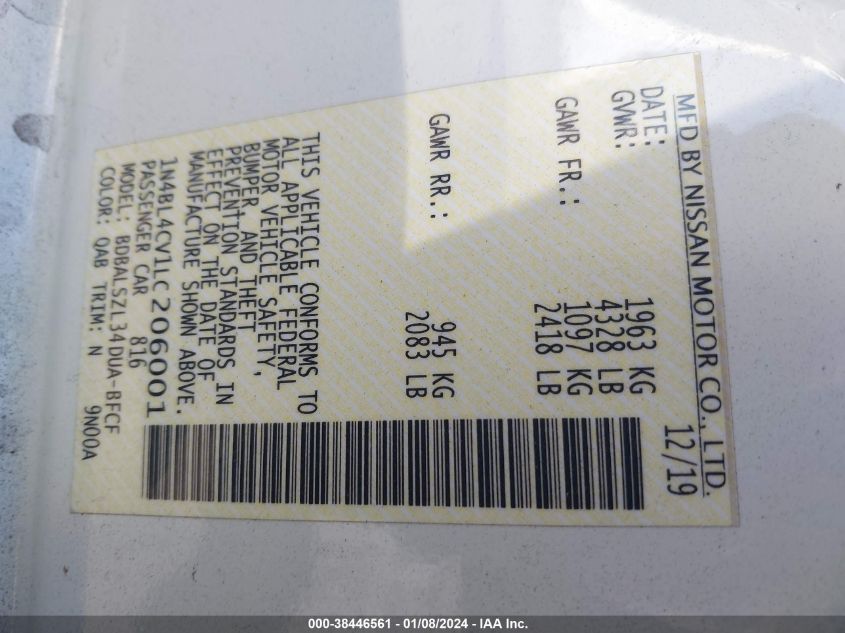 MFD BY NISSAN MOTOR CO., LTD.
DATE: 12/19
GVWR: 1963 KG
4328 LB
GAWR FR.: 1097 KG
2418 LB
GAWR RR.: 945 KG
2083 LB
THIS VEHICLE CONFORMS TO
ALL APPLICABLE FEDERAL
MOTOR VEHICLE SAFETY,
BUMPER, AND THEFT
PREVENTION STANDARDS IN
EFFECT ON THE DATE OF
MANUFACTURE SHOWN ABOVE.
1N4BL4CV1LC206001
PASSENGER CAR 816
MODEL: BDBALSZL34DUA-BFCF
COLOR: QAB TRIM: N 9N00A
000-38446561 - 01/08/2024 - IAA Inc.